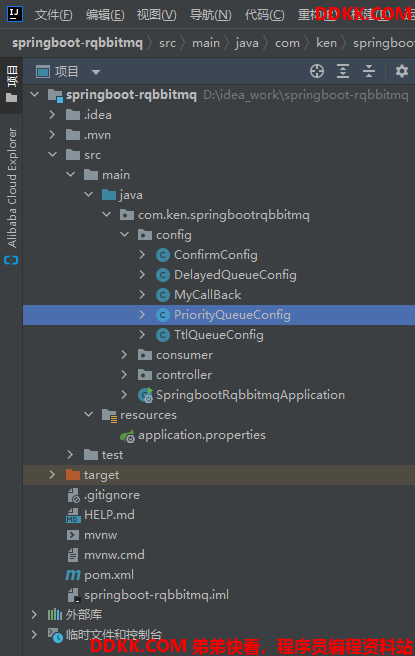 文件(F) 编辑(E) 视图(V) 导航(N) 代码(C)
DDKK.COM
springboot-rqbbitmq 〉 src 〉 main 〉 java 〉 com 〉 ken 〉 springboo
项目
项目
Alibaba Cloud Explorer
springboot-rqbbitmq D:\idea_work\springboot-rqbbitmq
.idea
.mvn
src
main
java
com.ken.springbootrqbbitmq
config
ConfirmConfig
DelayedQueueConfig
MyCallBack
PriorityQueueConfig
TtlQueueConfig
consumer
controller
SpringbootRqbbitmqApplication
resources
application.properties
test
target
.gitignore
HELP.md
mvnw
mvnw.cmd
pom.xml
springboot-rqbbitmq.iml
外部库
临时文件和控制台
DDKK.COM 弟弟快看，程序员编程资料站